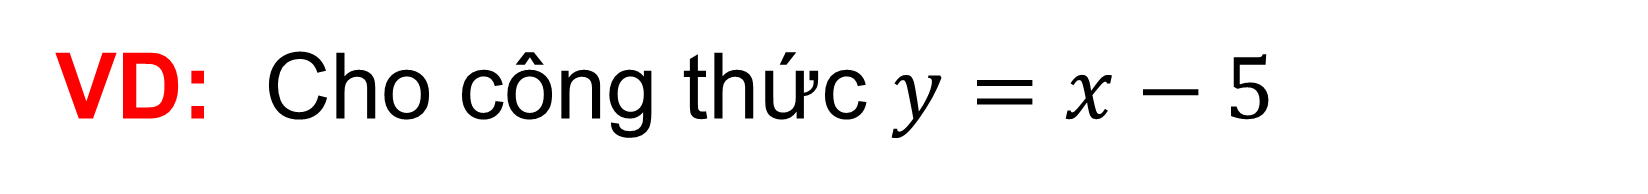 VD: Cho công thức y = x − 5